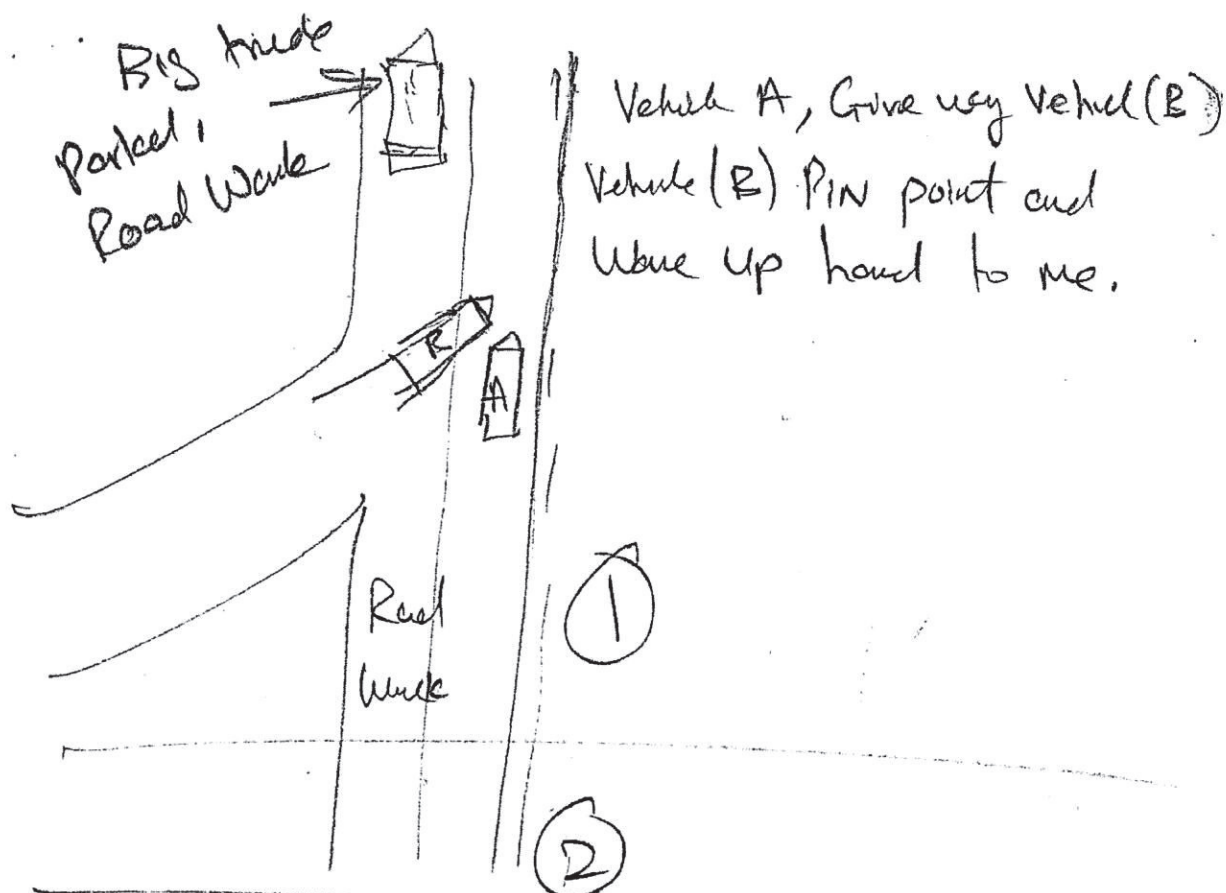 Big truck
Parked,
Road Work
Vehicle A, Give way Vehicle (B)
Vehicle (B) PIN point and
Wave up hand to me.
B
A
1
Road
Work
2